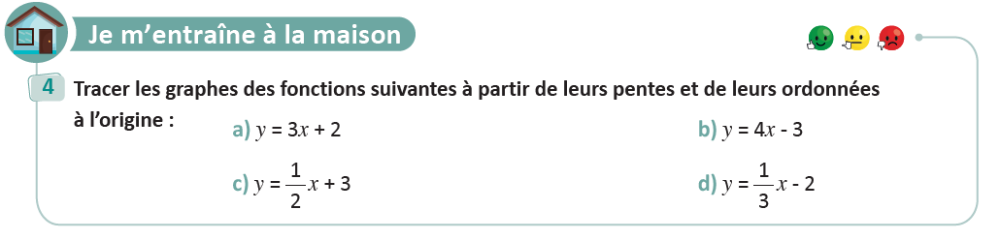 Je m'entraîne à la maison
4 Tracer les graphes des fonctions suivantes à partir de leurs pentes et de leurs ordonnées
à l'origine :
a) y = 3x + 2
b) y = 4x - 3
c) y = 1/2 x + 3
d) y = 1/3 x - 2